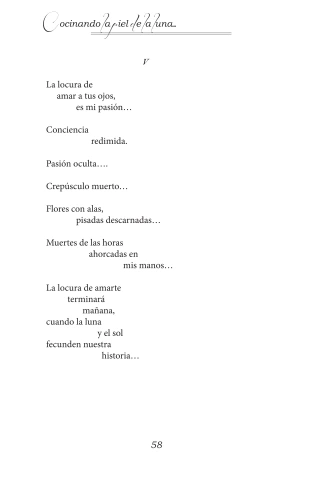 Cocinando la piel de la luna...
V
La locura de
amar a tus ojos,
es mi pasión…
Conciencia
redimida.
Pasión oculta….
Crepúsculo muerto…
Flores con alas,
pisadas descarnadas…
Muertes de las horas
ahorcadas en
mis manos…
La locura de amarte
terminará
mañana,
cuando la luna
y el sol
fecunden nuestra
historia…
58